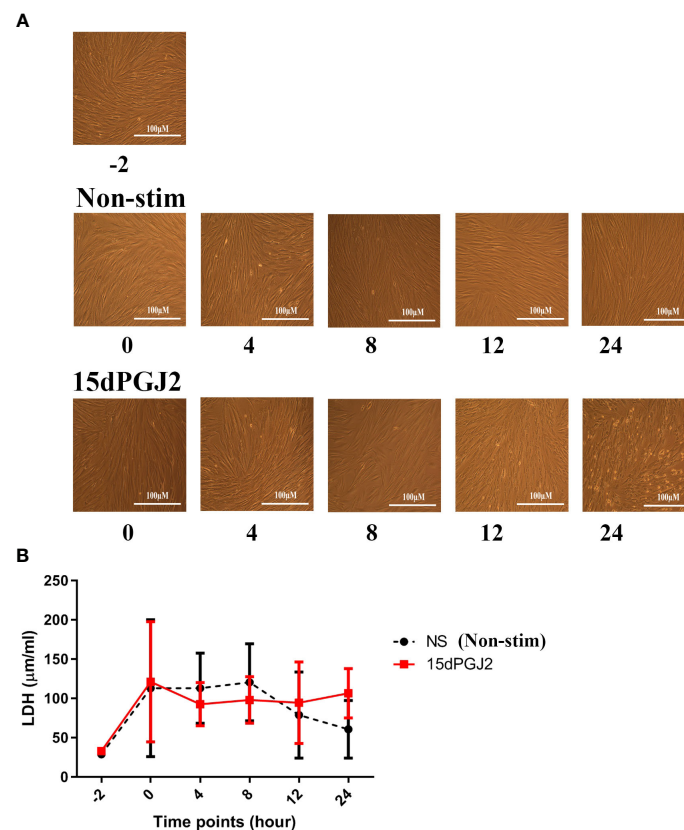 A
100μM
-2
Non-stim
100μM 100μM 100μM 100μM 100μM
0 4 8 12 24
15dPGJ2
100μM 100μM 100μM 100μM 100μM
0 4 8 12 24
B
250
200
150
100
50
0
LDH (μm/ml)
-2 0 4 8 12 24
Time points (hour)
NS (Non-stim)
15dPGJ2